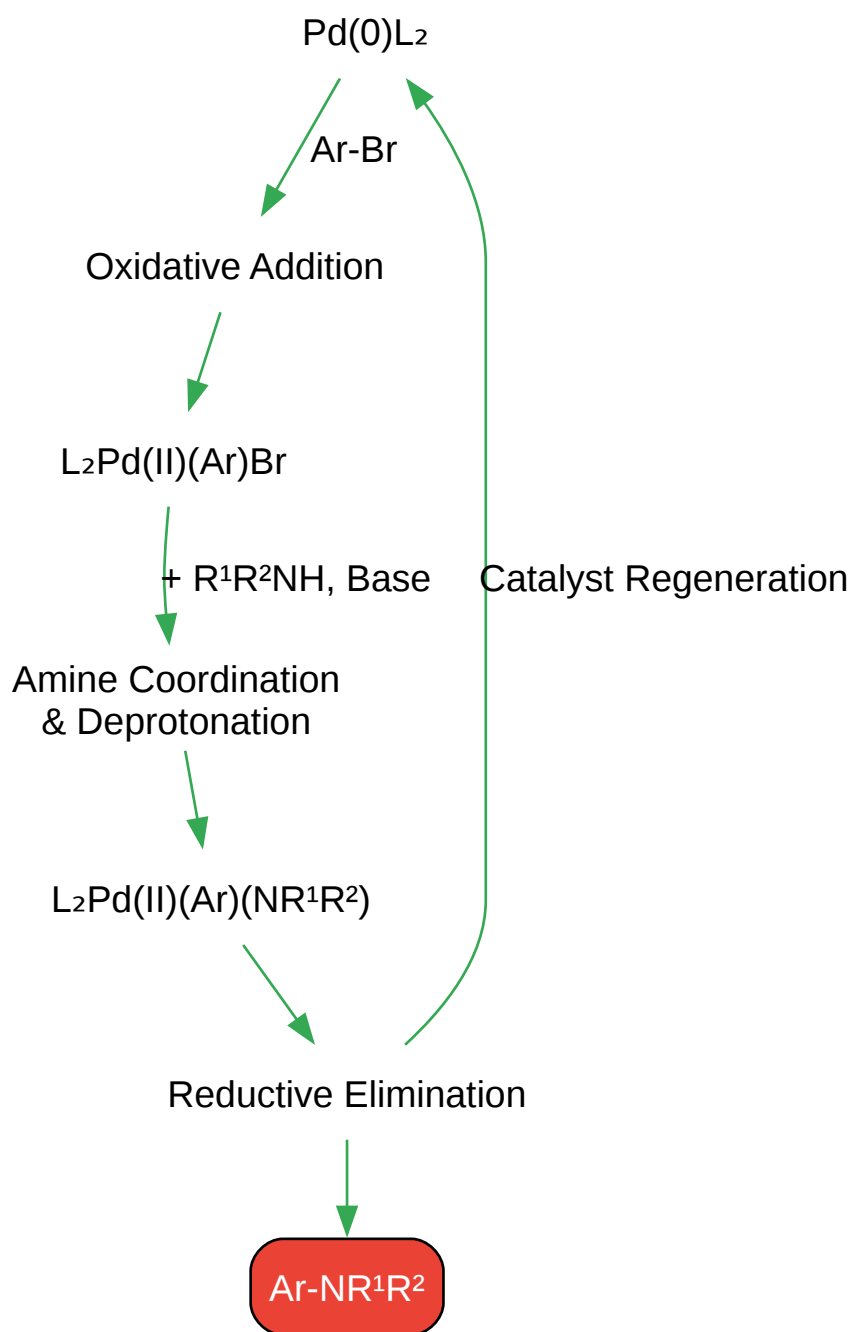 Pd(0)L₂
Ar-Br
Oxidative Addition
L₂Pd(II)(Ar)Br
+ R¹R²NH, Base
Catalyst Regeneration
Amine Coordination
& Deprotonation
L₂Pd(II)(Ar)(NR¹R²)
Reductive Elimination
Ar-NR¹R²